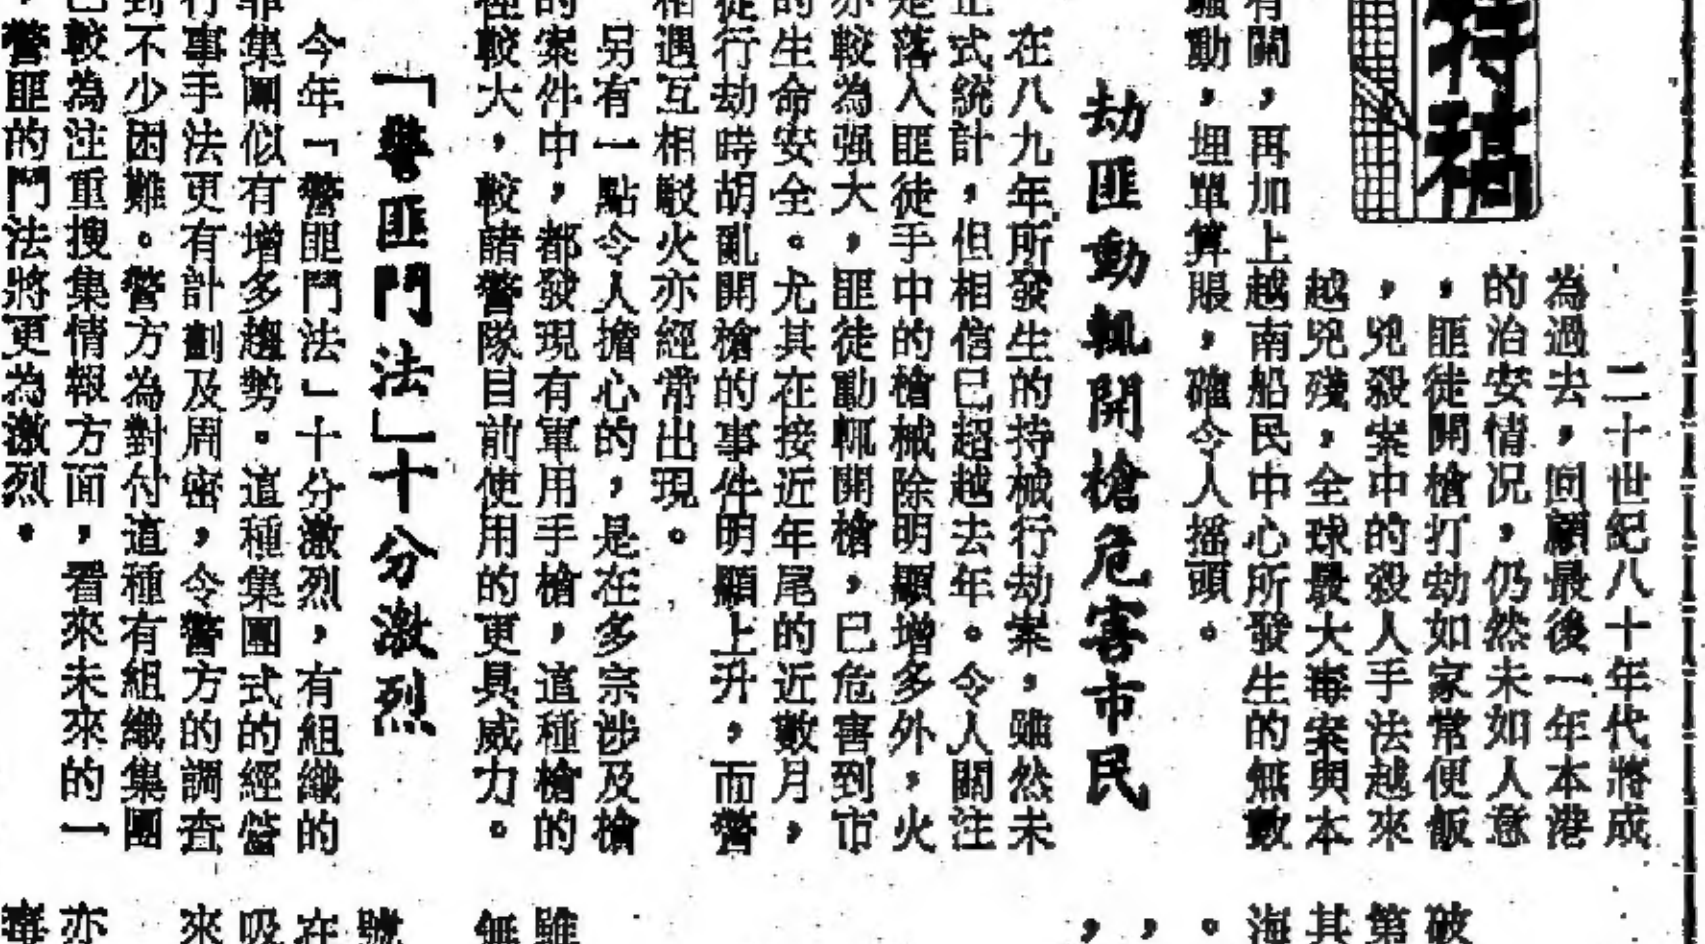 特稿
二十世紀八十年代將成
為過去，回顧最後一年本港
的治安情況，仍然未如人意
，匪徒開槍打劫如家常便飯
，兇殺案中的殺人手法越來
越兇殘，全球最大毒案與本
有關，再加上越南船民中心所發生的無數
騷動，埋單算賬，確令人搖頭。
劫匪動輒開槍危害市民
在八九年所發生的持械行劫案，雖然未
正式統計，但相信已超越去年。令人關注
是落入匪徒手中的槍械除明顯增多外，火
亦較為强大，匪徒動輒開槍，已危害到市
的生命安全。尤其在接近年尾的近數月，
徒行劫時胡亂開槍的事件明顯上升，而警
相遇互相駁火亦經常出現。
另有一點令人擔心的，是在多宗涉及槍
的案件中，都發現有軍用手槍，這種槍的
徑較大，較諸警隊目前使用的更具威力。
「警匪鬥法」十分激烈
今年「警匪鬥法」十分激烈，有組織的
罪集團似有增多趨勢。這種集團式的經營
行事手法更有計劃及周密，令警方的調查
到不少困難。警方為對付這種有組織集團
已較為注重搜集情報方面，看來未來的一
，警匪的鬥法將更為激烈。
破
第
其
海
。
，
，
雖
無
號
在
吸
來
亦
毒